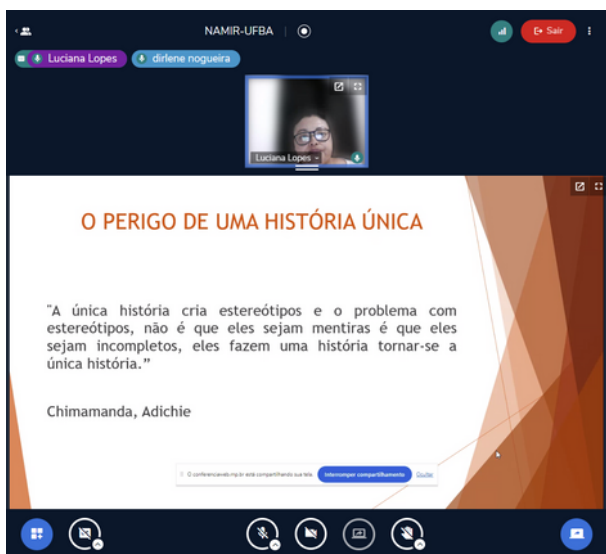 NAMIR-UFBA
Sair
Luciana Lopes
dirlene nogueira
Luciana Lopes
O PERIGO DE UMA HISTÓRIA ÚNICA
"A única história cria estereótipos e o problema com
estereótipos, não é que eles sejam mentiras é que eles
sejam incompletos, eles fazem uma história tornar-se a
única história.”
Chimamanda, Adichie
O conferenciaweb.rnp.br está compartilhando sua tela. Interromper compartilhamento Ocultar